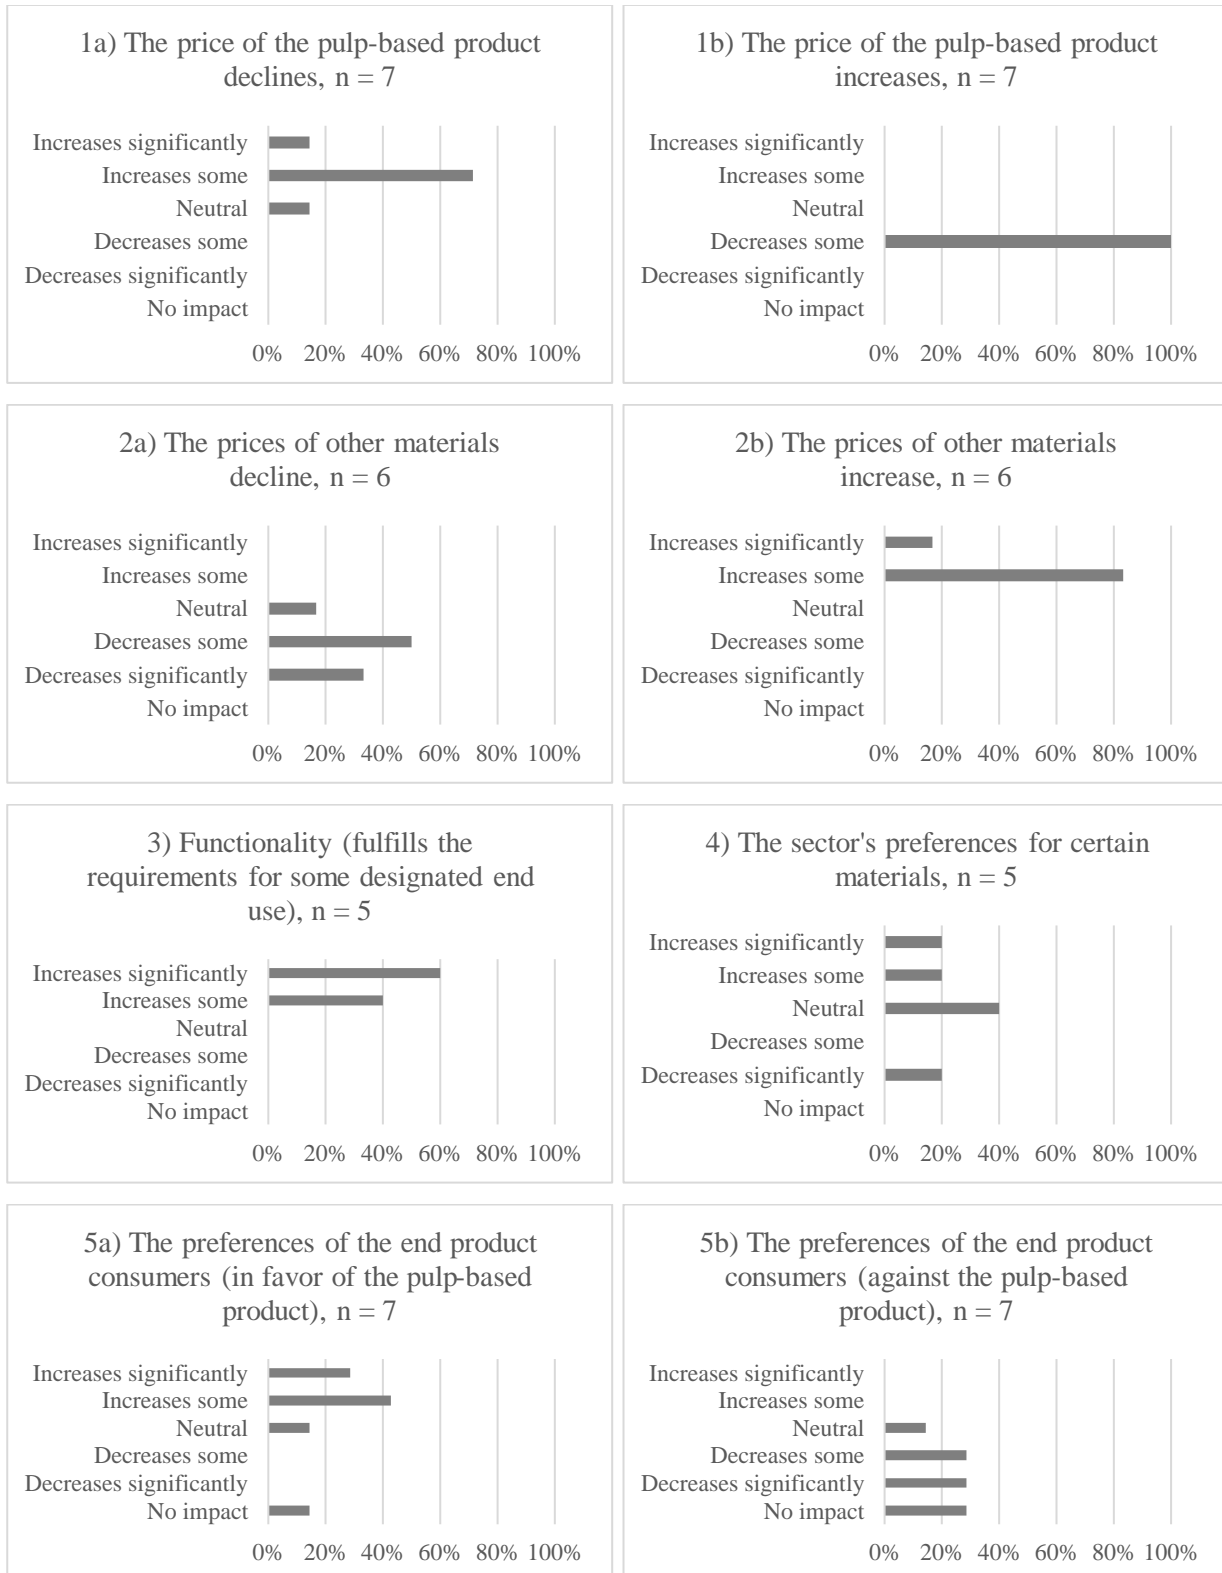 1a) The price of the pulp-based product
declines, n = 7
Increases significantly
Increases some
Neutral
Decreases some
Decreases significantly
No impact
0% 20% 40% 60% 80% 100%
1b) The price of the pulp-based product
increases, n = 7
Increases significantly
Increases some
Neutral
Decreases some
Decreases significantly
No impact
0% 20% 40% 60% 80% 100%
2a) The prices of other materials
decline, n = 6
Increases significantly
Increases some
Neutral
Decreases some
Decreases significantly
No impact
0% 20% 40% 60% 80% 100%
2b) The prices of other materials
increase, n = 6
Increases significantly
Increases some
Neutral
Decreases some
Decreases significantly
No impact
0% 20% 40% 60% 80% 100%
3) Functionality (fulfills the
requirements for some designated end
use), n = 5
Increases significantly
Increases some
Neutral
Decreases some
Decreases significantly
No impact
0% 20% 40% 60% 80% 100%
4) The sector's preferences for certain
materials, n = 5
Increases significantly
Increases some
Neutral
Decreases some
Decreases significantly
No impact
0% 20% 40% 60% 80% 100%
5a) The preferences of the end product
consumers (in favor of the pulp-based
product), n = 7
Increases significantly
Increases some
Neutral
Decreases some
Decreases significantly
No impact
0% 20% 40% 60% 80% 100%
5b) The preferences of the end product
consumers (against the pulp-based
product), n = 7
Increases significantly
Increases some
Neutral
Decreases some
Decreases significantly
No impact
0% 20% 40% 60% 80% 100%